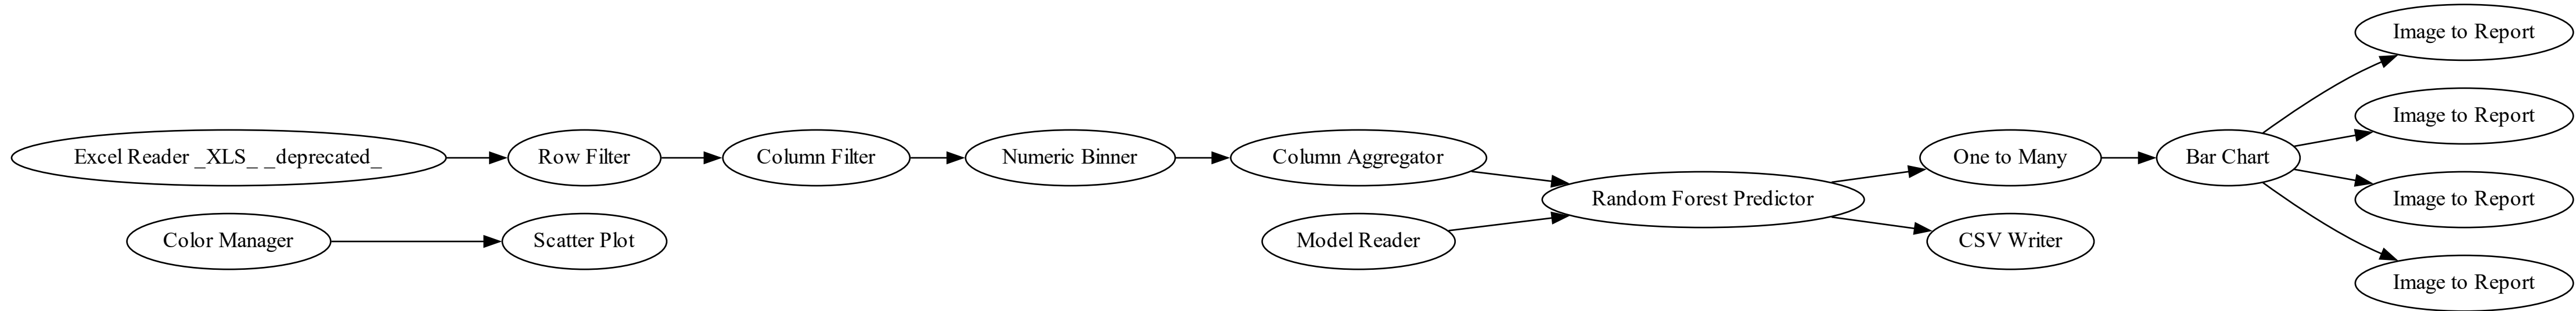 Image to Report
Image to Report
Excel Reader _XLS_ _deprecated_
Row Filter
Column Filter
Numeric Binner
Column Aggregator
One to Many
Bar Chart
Random Forest Predictor
Image to Report
Color Manager
Scatter Plot
Model Reader
CSV Writer
Image to Report